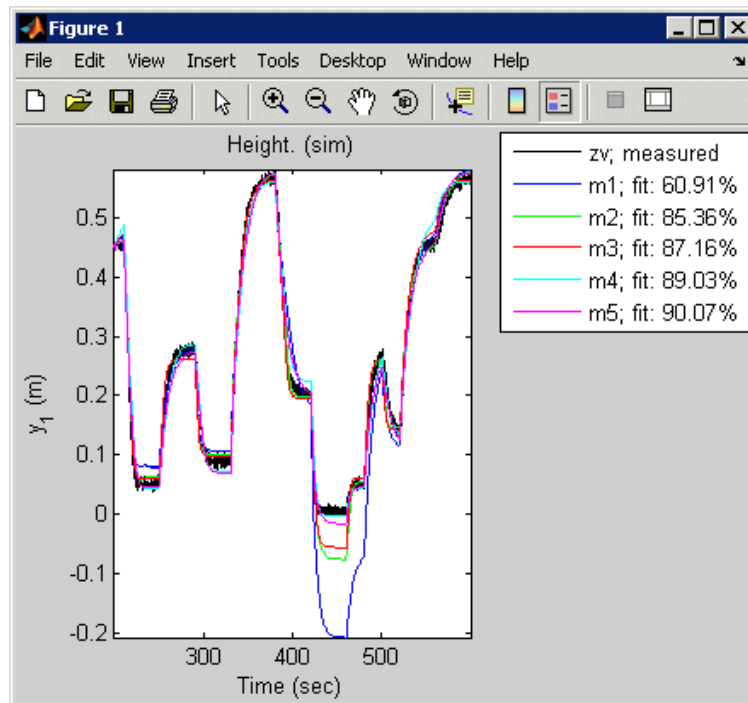 Figure 1
File Edit View Insert Tools Desktop Window Help
Height. (sim)
zv; measured
m1; fit: 60.91%
m2; fit: 85.36%
m3; fit: 87.16%
m4; fit: 89.03%
m5; fit: 90.07%
0.5
0.4
0.3
0.2
0.1
0
-0.1
-0.2
y1 (m)
300 400 500
Time (sec)